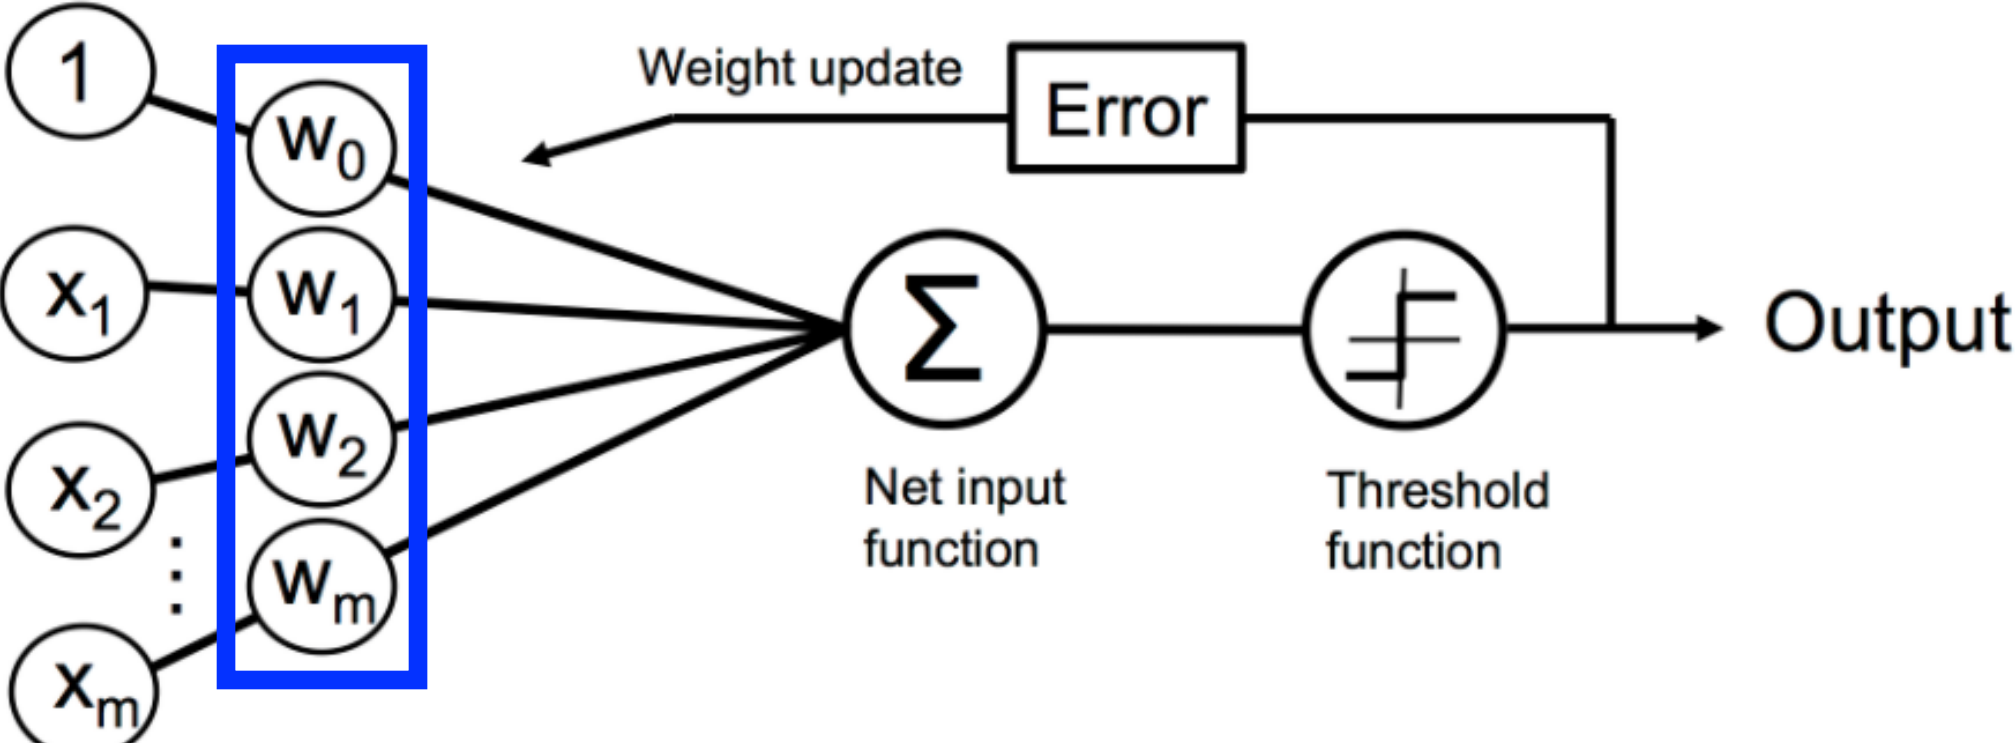 1
w0
Weight update
Error
x1
w1
Σ
Output
x2
w2
Net input
function
Threshold
function
⋮
wm
xm